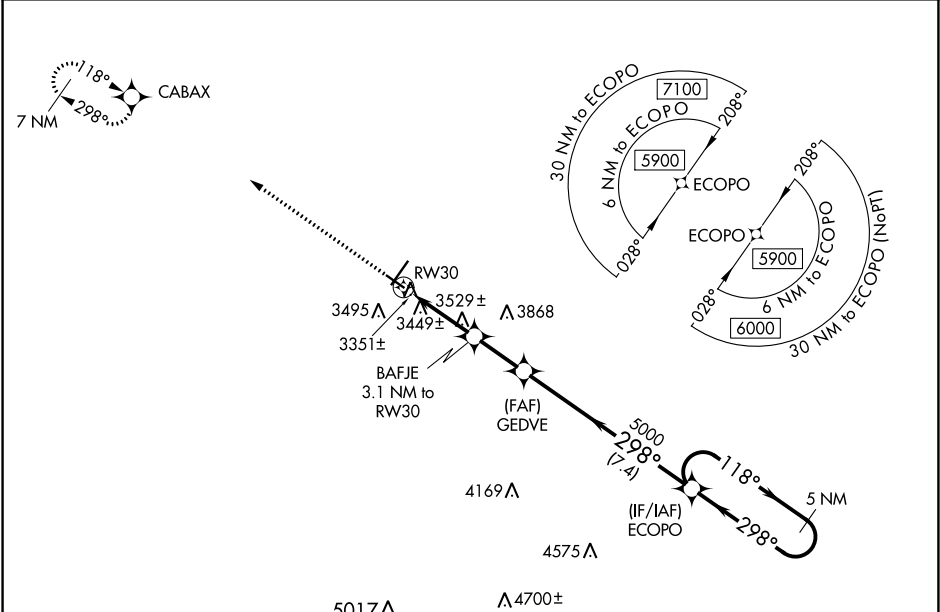 118°
298°
7 NM
CABAX
30 NM to ECOPO
7100
6 NM to ECOPO
5900
208°
028°
ECOPO
208°
ECOPO
5900
6 NM to ECOPO
028°
6000
30 NM to ECOPO (NoPT)
RW30
3495
3449±
3529±
3868
3351±
BAFJE
3.1 NM to
RW30
(FAF)
GEDVE
5000
298°
(7.4)
118°
5 NM
298°
(IF/IAF)
ECOPO
4169
4575
4700±
5017